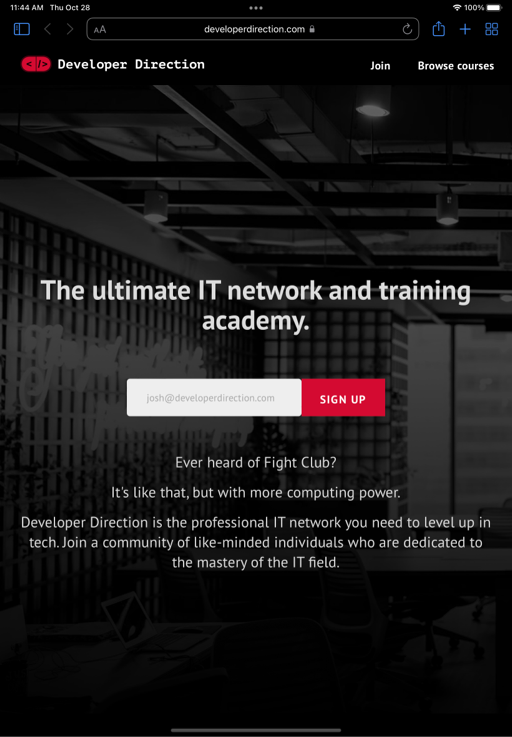 11:44 AM Thu Oct 28
100%
AA
developerdirection.com
</> Developer Direction
Join
Browse courses
The ultimate IT network and training
academy.
josh@developerdirection.com
SIGN UP
Ever heard of Fight Club?
It's like that, but with more computing power.
Developer Direction is the professional IT network you need to level up in
tech. Join a community of like-minded individuals who are dedicated to
the mastery of the IT field.